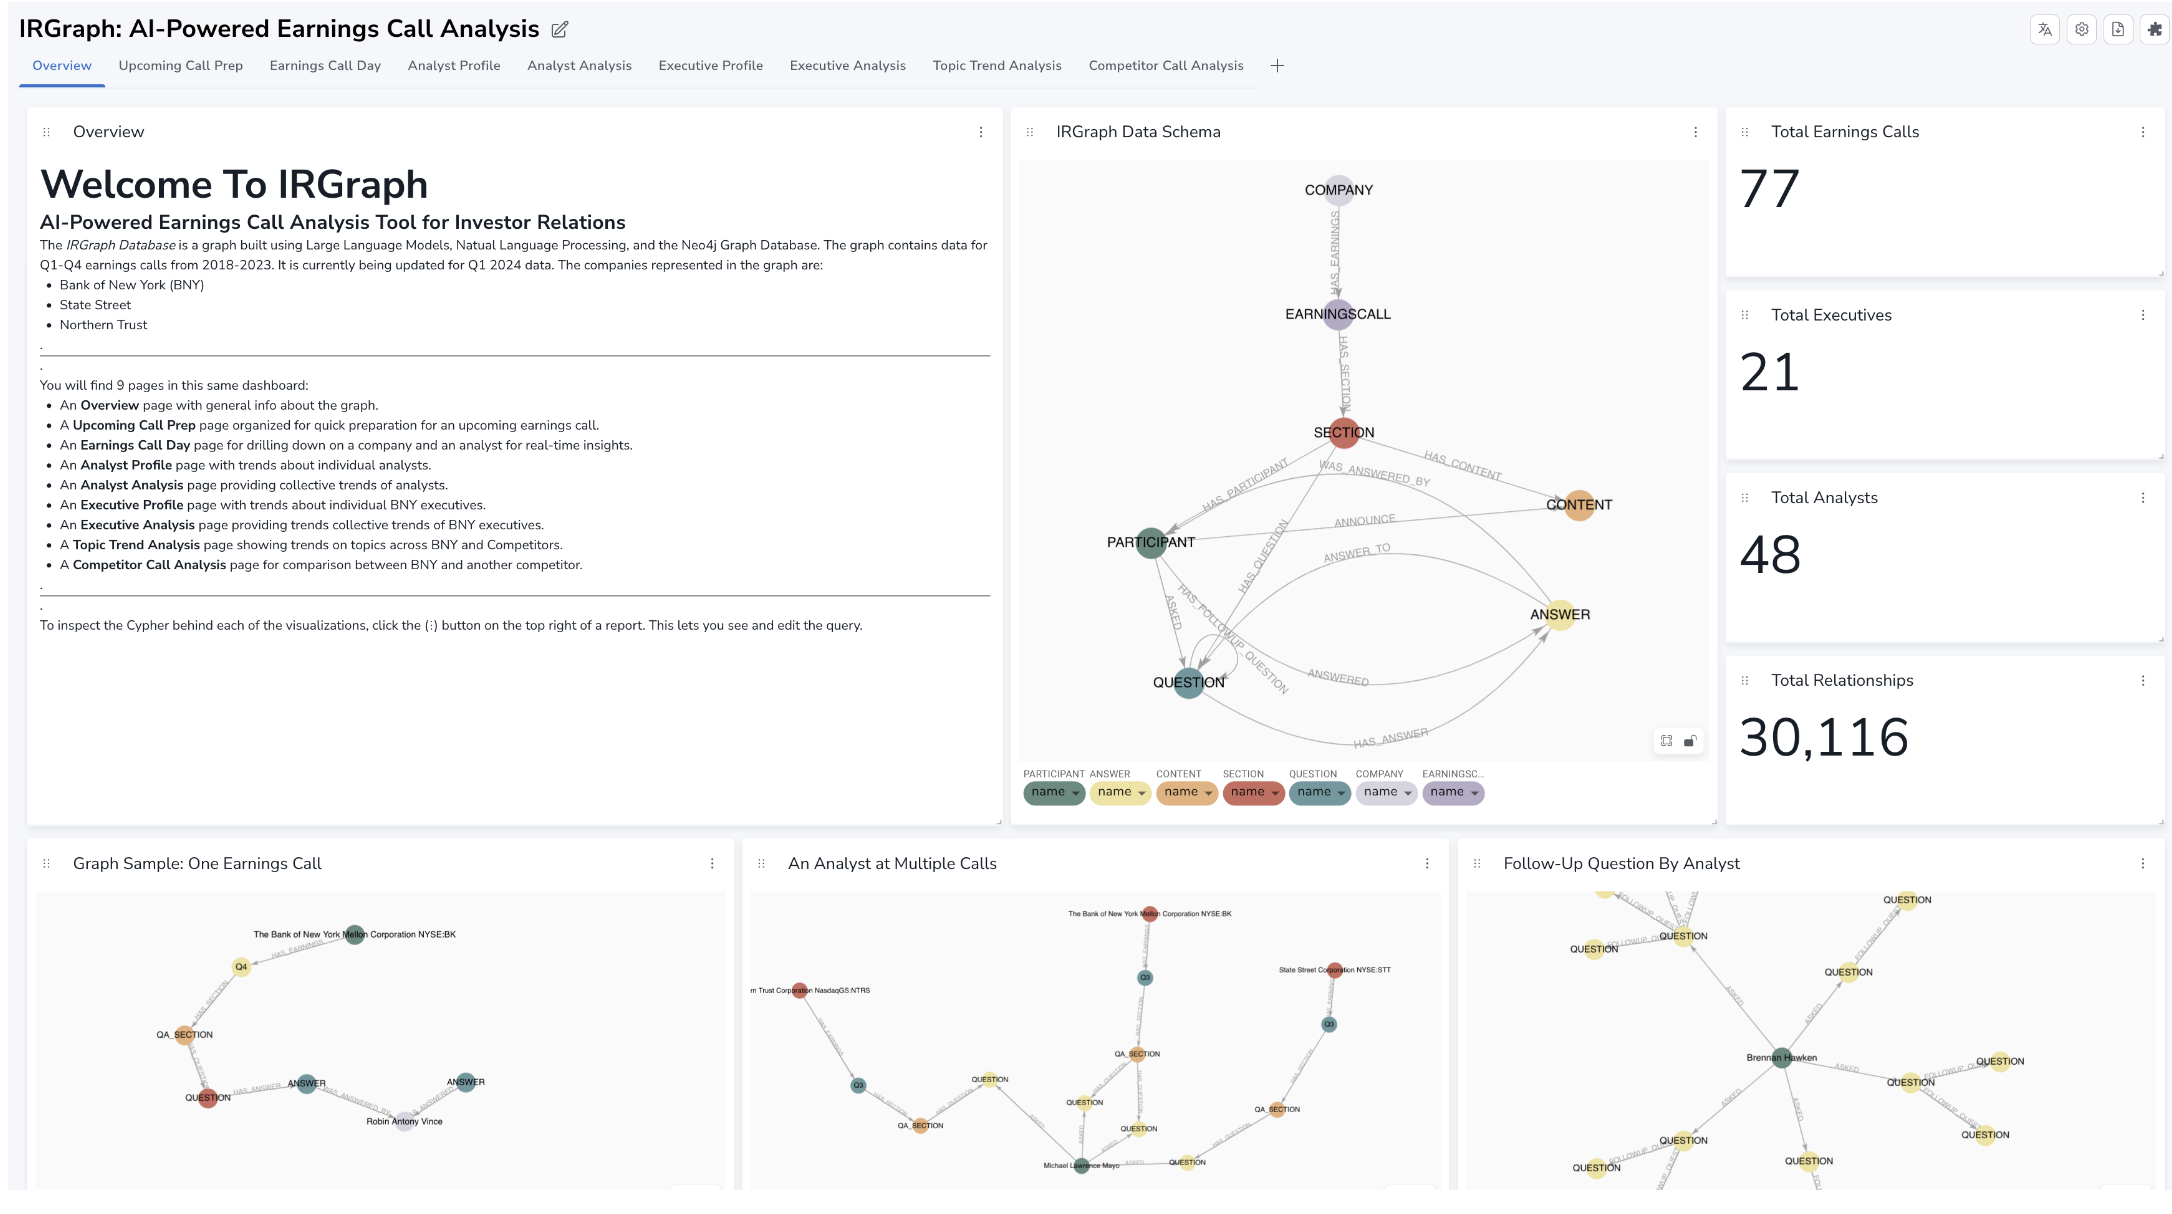 IRGraph: AI-Powered Earnings Call Analysis
Overview
Upcoming Call Prep
Earnings Call Day
Analyst Profile
Analyst Analysis
Executive Profile
Executive Analysis
Topic Trend Analysis
Competitor Call Analysis
Overview
Welcome To IRGraph
AI-Powered Earnings Call Analysis Tool for Investor Relations
The IRGraph Database is a graph built using Large Language Models, Natual Language Processing, and the Neo4j Graph Database. The graph contains data for
Q1-Q4 earnings calls from 2018-2023. It is currently being updated for Q1 2024 data. The companies represented in the graph are:
• Bank of New York (BNY)
• State Street
• Northern Trust
.
.
You will find 9 pages in this same dashboard:
• An Overview page with general info about the graph.
• A Upcoming Call Prep page organized for quick preparation for an upcoming earnings call.
• An Earnings Call Day page for drilling down on a company and an analyst for real-time insights.
• An Analyst Profile page with trends about individual analysts.
• An Analyst Analysis page providing collective trends of analysts.
• An Executive Profile page with trends about individual BNY executives.
• An Executive Analysis page providing trends collective trends of BNY executives.
• A Topic Trend Analysis page showing trends on topics across BNY and Competitors.
• A Competitor Call Analysis page for comparison between BNY and another competitor.
.
.
To inspect the Cypher behind each of the visualizations, click the (⋮) button on the top right of a report. This lets you see and edit the query.
IRGraph Data Schema
COMPANY
HAS_EARNINGS
EARNINGSCALL
HAS_SECTION
SECTION
HAS_PARTICIPANT
WAS_ANSWERED_BY
HAS_CONTENT
CONTENT
ANNOUNCE
PARTICIPANT
HAS_QUESTION
ANSWER_TO
ASKED
HAS_FOLLOWUP_QUESTION
ANSWER
ANSWERED
QUESTION
HAS_ANSWER
PARTICIPANT
ANSWER
CONTENT
SECTION
QUESTION
COMPANY
EARNINGSC...
name
name
name
name
name
name
name
Total Earnings Calls
77
Total Executives
21
Total Analysts
48
Total Relationships
30,116
Graph Sample: One Earnings Call
The Bank of New York Mellon Corporation NYSE:BK
HAS_EARNINGS
Q4
HAS_SECTION
QA_SECTION
HAS_QUESTION
QUESTION
HAS_ANSWER
ANSWER
WAS_ANSWERED_BY
ANSWER
Robin Antony Vince
An Analyst at Multiple Calls
The Bank of New York Mellon Corporation NYSE:BK
HAS_EARNINGS
Q3
State Street Corporation NYSE:STT
Q3
m Trust Corporation NasdaqGS:NTRS
HAS_EARNINGS
Q3
HAS_SECTION
QA_SECTION
HAS_QUESTION
QUESTION
HAS_SECTION
QA_SECTION
HAS_QUESTION
HAS_QUESTION
QUESTION
QUESTION
HAS_SECTION
QA_SECTION
HAS_QUESTION
QUESTION
ASKED
ASKED
ASKED
ASKED
Michael Lawrence Mayo
Follow-Up Question By Analyst
QUESTION
QUESTION
QUESTION
QUESTION
Brennan Hawken
ASKED
ASKED
ASKED
ASKED
ASKED
QUESTION
QUESTION
QUESTION
QUESTION
QUESTION
QUESTION